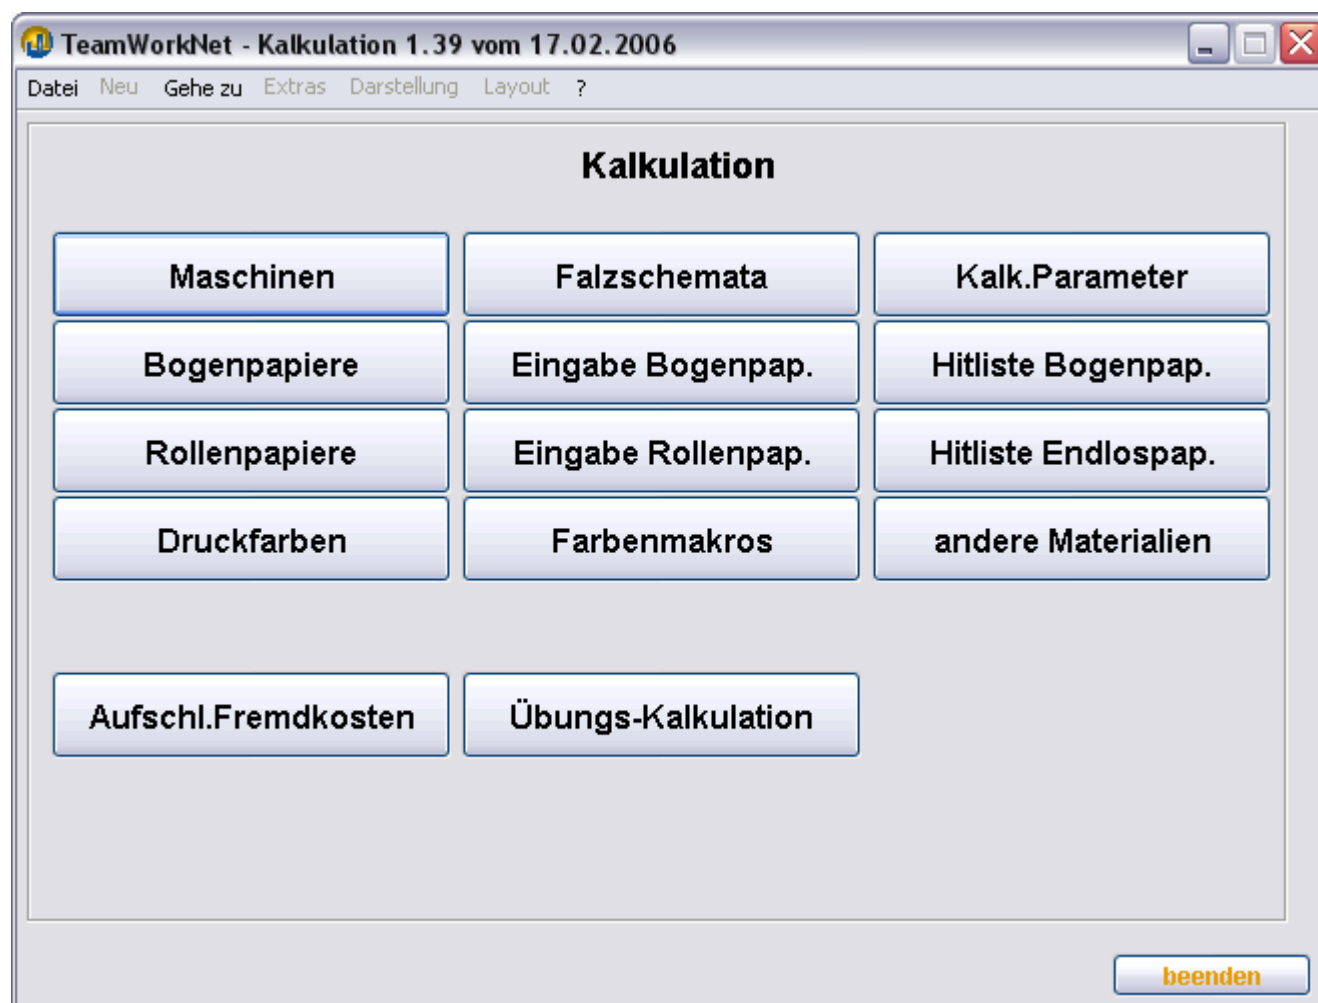 TeamWorkNet - Kalkulation 1.39 vom 17.02.2006
Datei Neu Gehe zu Extras Darstellung Layout ?
Kalkulation
Maschinen Falzschemata Kalk.Parameter
Bogenpapiere Eingabe Bogenpap. Hitliste Bogenpap.
Rollenpapiere Eingabe Rollenpap. Hitliste Endlospap.
Druckfarben Farbenmakros andere Materialien
Aufschl.Fremdkosten Übungs-Kalkulation
beenden